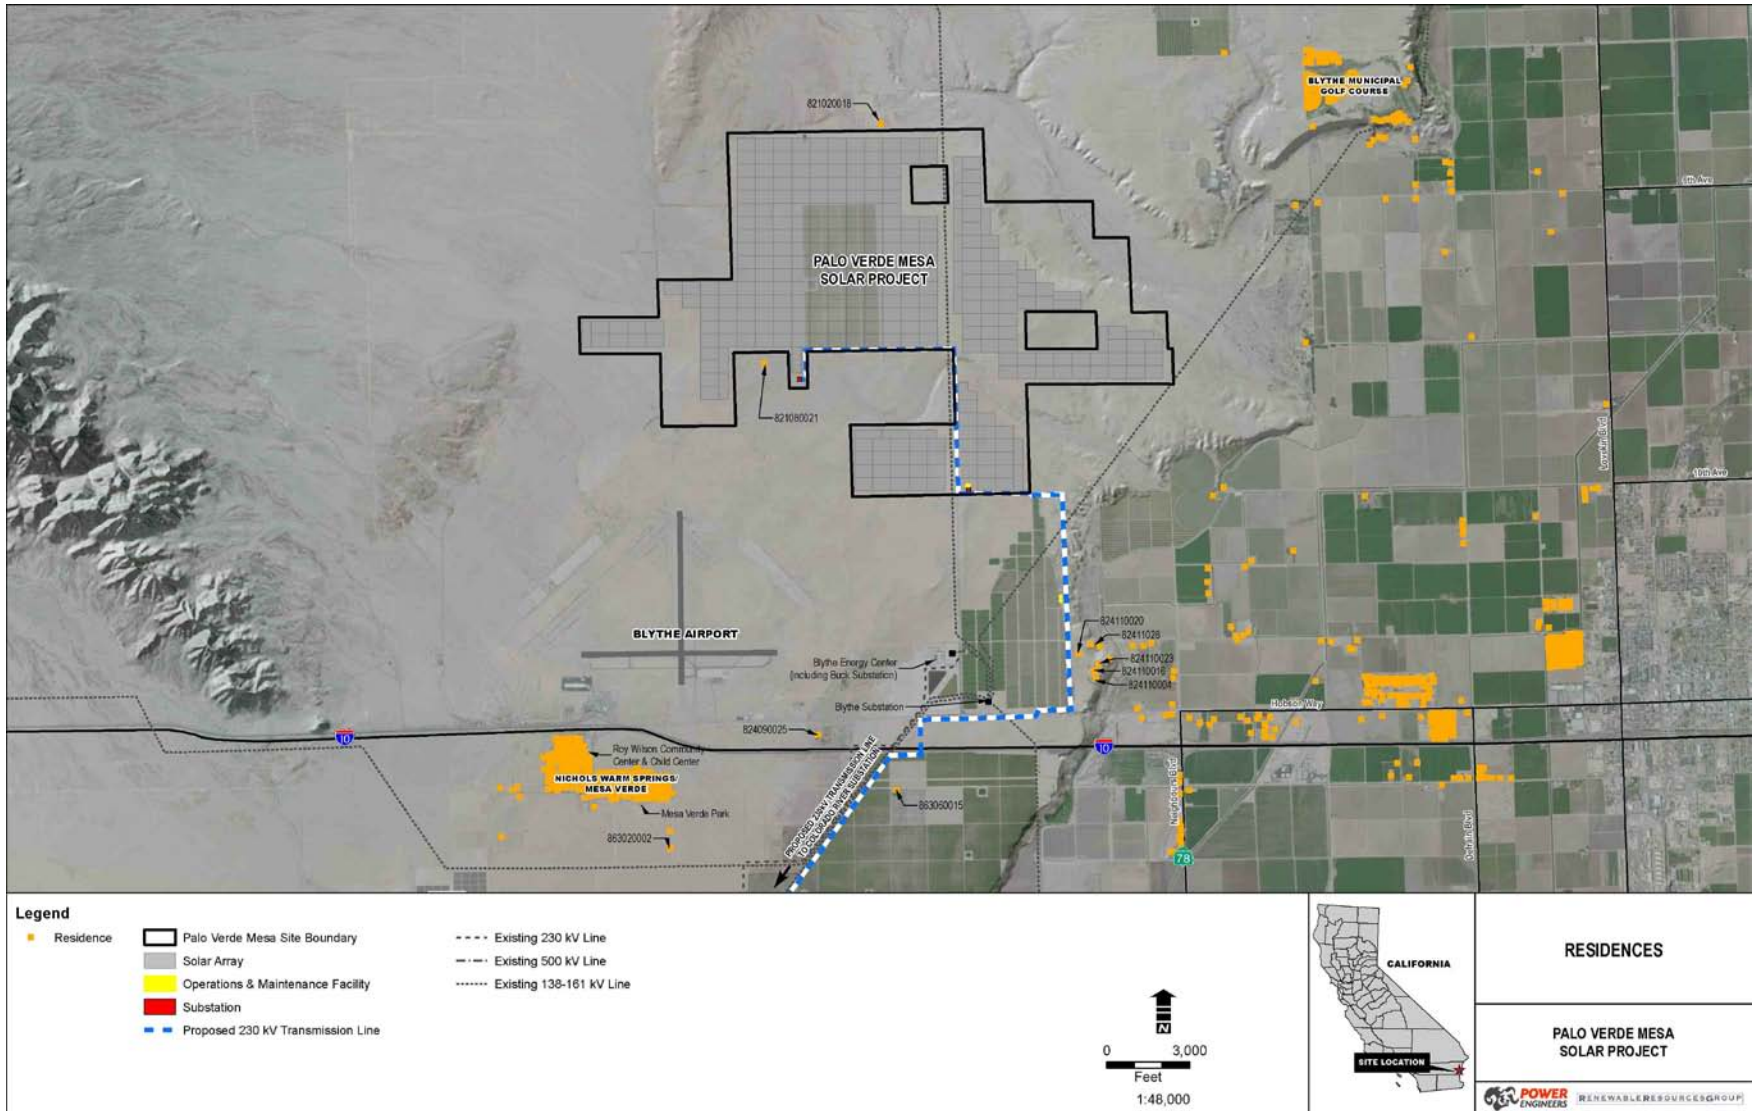 BLYTHE MUNICIPAL
GOLF COURSE
821020018
9th Ave
PALO VERDE MESA
SOLAR PROJECT
821080021
Lovekin Blvd
10th Ave
BLYTHE AIRPORT
824110020
82411028
824110023
824110016
824110004
Blythe Energy Center
(including Buck Substation)
Blythe Substation
Hobson Way
824090025
10
10
Roy Wilson Community
Center & Child Center
NICHOLS WARM SPRINGS/
MESA VERDE
Mesa Verde Park
863020002
PROPOSED 230kV TRANSMISSION LINE
TO COLORADO RIVER SUBSTATION
863060015
Neighbours Blvd
78
Defrain Blvd
Legend
Residence
Palo Verde Mesa Site Boundary
Solar Array
Operations & Maintenance Facility
Substation
Proposed 230 kV Transmission Line
Existing 230 kV Line
Existing 500 kV Line
Existing 138-161 kV Line
N
0 3,000
Feet
1:48,000
CALIFORNIA
SITE LOCATION
RESIDENCES
PALO VERDE MESA
SOLAR PROJECT
POWER
ENGINEERS
RENEWABLERESOURCESGROUP